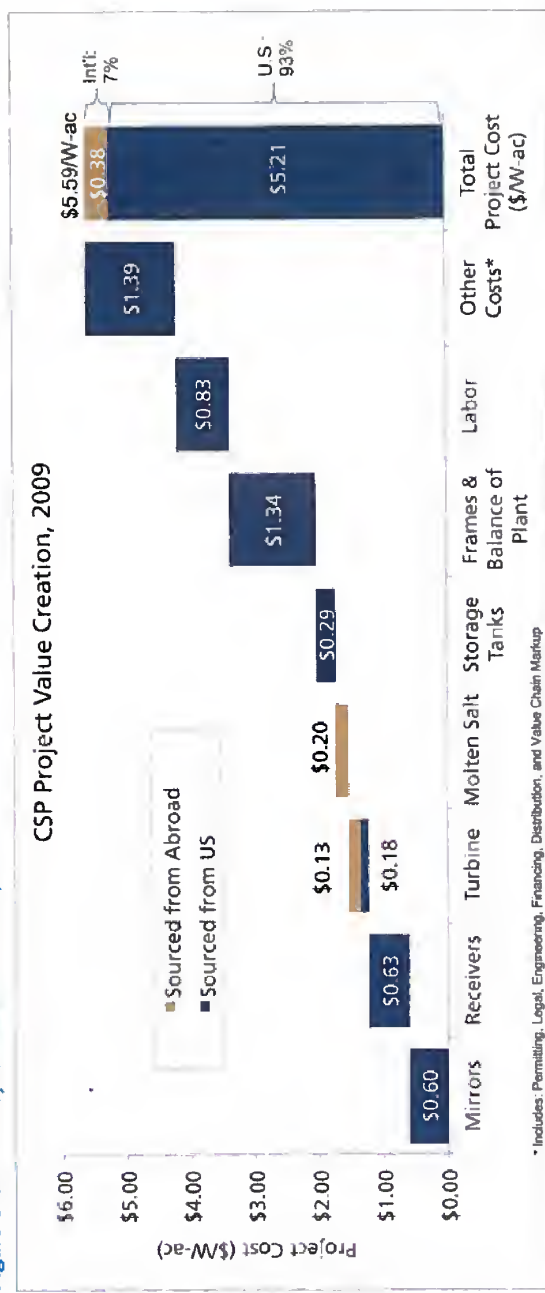 CSP Project Value Creation, 2009
Project Cost ($/W-ac)
$6.00
$5.00
$4.00
$3.00
$2.00
$1.00
$0.00
Sourced from Abroad
Sourced from US
$0.60
$0.63
$0.13
$0.18
$0.20
$0.29
$1.34
$0.83
$1.39
$5.59/W-ac
$0.38
$5.21
Int'l:
7%
U.S.-
93%
Mirrors
Receivers
Turbine
Molten Salt
Storage
Tanks
Frames &
Balance of
Plant
Labor
Other
Costs*
Total
Project Cost
($/W-ac)
* Includes: Permitting, Legal, Engineering, Financing, Distribution, and Value Chain Markup